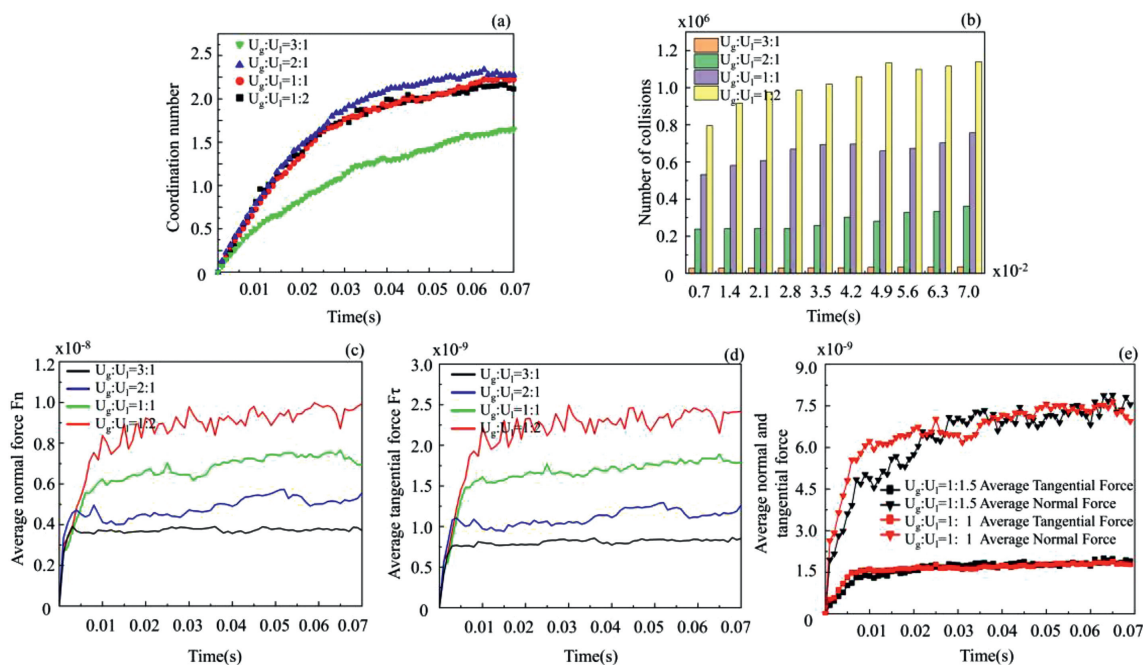 (a)
Coordination number
2.5
2.0
1.5
1.0
0.5
0
Ug:Ul=3:1
Ug:Ul=2:1
Ug:Ul=1:1
Ug:Ul=1:2
0.01 0.02 0.03 0.04 0.05 0.06 0.07
Time(s)
(b)
x10^6
Number of collisions
1.2
1.0
0.8
0.6
0.4
0.2
0
Ug:Ul=3:1
Ug:Ul=2:1
Ug:Ul=1:1
Ug:Ul=1:2
0.7 1.4 2.1 2.8 3.5 4.2 4.9 5.6 6.3 7.0
x10^-2
Time(s)
(c)
x10^-8
Average normal force Fn
1.2
1.0
0.8
0.6
0.4
0.2
0
Ug:Ul=3:1
Ug:Ul=2:1
Ug:Ul=1:1
Ug:Ul=1:2
0.01 0.02 0.03 0.04 0.05 0.06 0.07
Time(s)
(d)
x10^-9
Average tangential force Fτ
3.0
2.5
2.0
1.5
1.0
0.5
0
Ug:Ul=3:1
Ug:Ul=2:1
Ug:Ul=1:1
Ug:Ul=1:2
0.01 0.02 0.03 0.04 0.05 0.06 0.07
Time(s)
(e)
x10^-9
Average normal and
tangential force
9.0
7.5
6.0
4.5
3.0
1.5
0
Ug:Ul=1:1.5 Average Tangential Force
Ug:Ul=1:1.5 Average Normal Force
Ug:Ul=1: 1 Average Tangential Force
Ug:Ul=1: 1 Average Normal Force
0.01 0.02 0.03 0.04 0.05 0.06 0.07
Time(s)